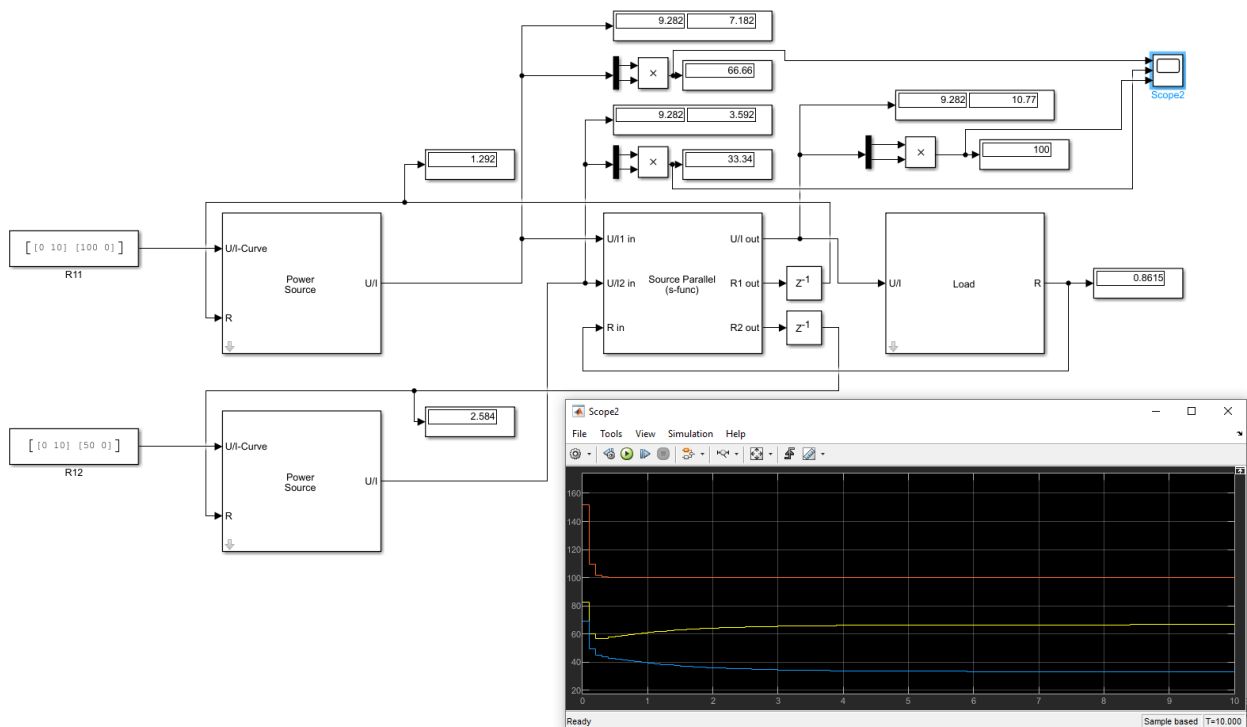 9.282 7.182
×
66.66
Scope2
9.282 10.77
9.282 3.592
×
100
×
33.34
1.292
[ [0 10] [100 0] ]
R11
U/I-Curve
Power
Source
U/I
R
U/I1 in
U/I2 in
R in
Source Parallel
(s-func)
U/I out
R1 out
R2 out
Z-1
Z-1
U/I
Load
R
0.8615
2.584
[ [0 10] [50 0] ]
R12
U/I-Curve
Power
Source
U/I
R
Scope2
File Tools View Simulation Help
160
140
120
100
80
60
40
20
0 1 2 3 4 5 6 7 8 9 10
Ready
Sample based T=10.000